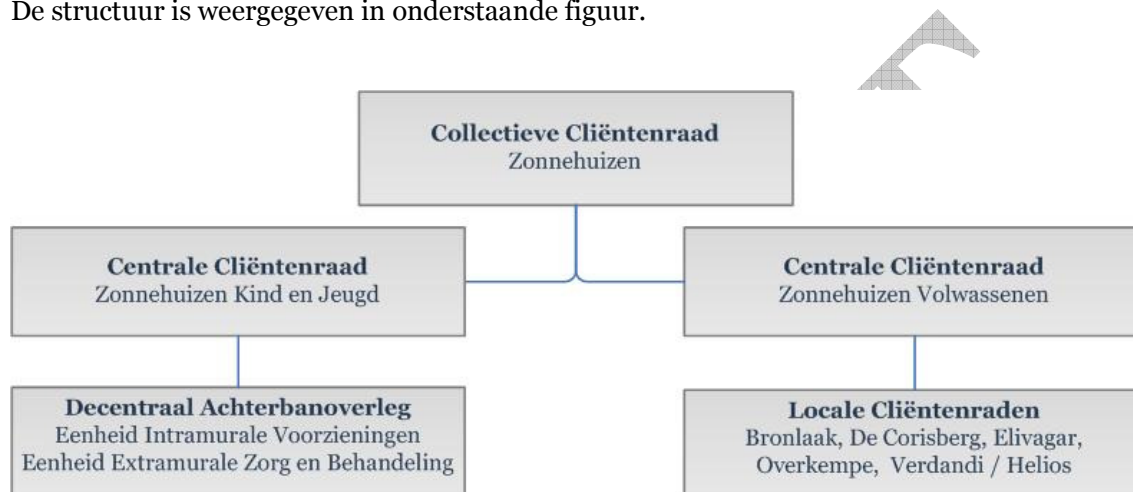 De structuur is weergegeven in onderstaande figuur.
Collectieve Cliëntenraad
Zonnehuizen
Centrale Cliëntenraad
Zonnehuizen Kind en Jeugd
Centrale Cliëntenraad
Zonnehuizen Volwassenen
Decentraal Achterbanoverleg
Eenheid Intramurale Voorzieningen
Eenheid Extramurale Zorg en Behandeling
Locale Cliëntenraden
Bronlaak, De Corisberg, Elivagar,
Overkempe, Verdandi / Helios